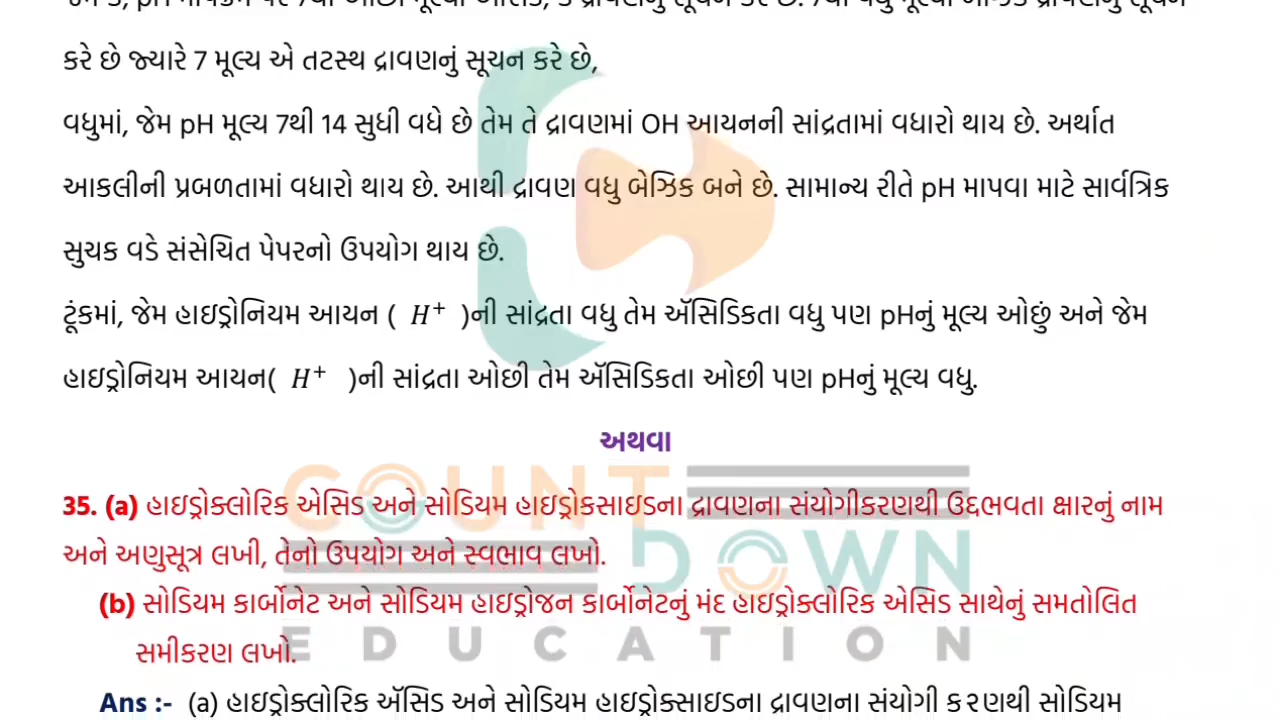 કરે છે જ્યારે 7 મૂલ્ય એ તટસ્થ દ્રાવણનું સૂચન કરે છે,
વધુમાં, જેમ pH મૂલ્ય 7થી 14 સુધી વધે છે તેમ તે દ્રાવણમાં OH આયનની સાંદ્રતામાં વધારો થાય છે. અર્થાત
આકલીની પ્રબળતામાં વધારો થાય છે. આથી દ્રાવણ વધુ બેઝિક બને છે. સામાન્ય રીતે pH માપવા માટે સાર્વત્રિક
સુચક વડે સંસેચિત પેપરનો ઉપયોગ થાય છે.
ટૂંકમાં, જેમ હાઇડ્રોનિયમ આયન ( H⁺ )ની સાંદ્રતા વધુ તેમ ઍસિડિકતા વધુ પણ pHનું મૂલ્ય ઓછું અને જેમ
હાઇડ્રોનિયમ આયન( H⁺ )ની સાંદ્રતા ઓછી તેમ ઍસિડિકતા ઓછી પણ pHનું મૂલ્ય વધુ.
અથવા
35. (a) હાઇડ્રોક્લોરિક એસિડ અને સોડિયમ હાઇડ્રોકસાઇડના દ્રાવણના સંયોગીકરણથી ઉદ્દભવતા ક્ષારનું નામ
અને અણુસૂત્ર લખી, તેનો ઉપયોગ અને સ્વભાવ લખો.
(b) સોડિયમ કાર્બોનેટ અને સોડિયમ હાઇડ્રોજન કાર્બોનેટનું મંદ હાઇડ્રોક્લોરિક એસિડ સાથેનું સમતોલિત
સમીકરણ લખો.
Ans :- (a) હાઇડ્રોક્લોરિક ઍસિડ અને સોડિયમ હાઇડ્રોક્સાઇડના દ્રાવણના સંયોગી કરણથી સોડિયમ
COUNT
DOWN
EDUCATION